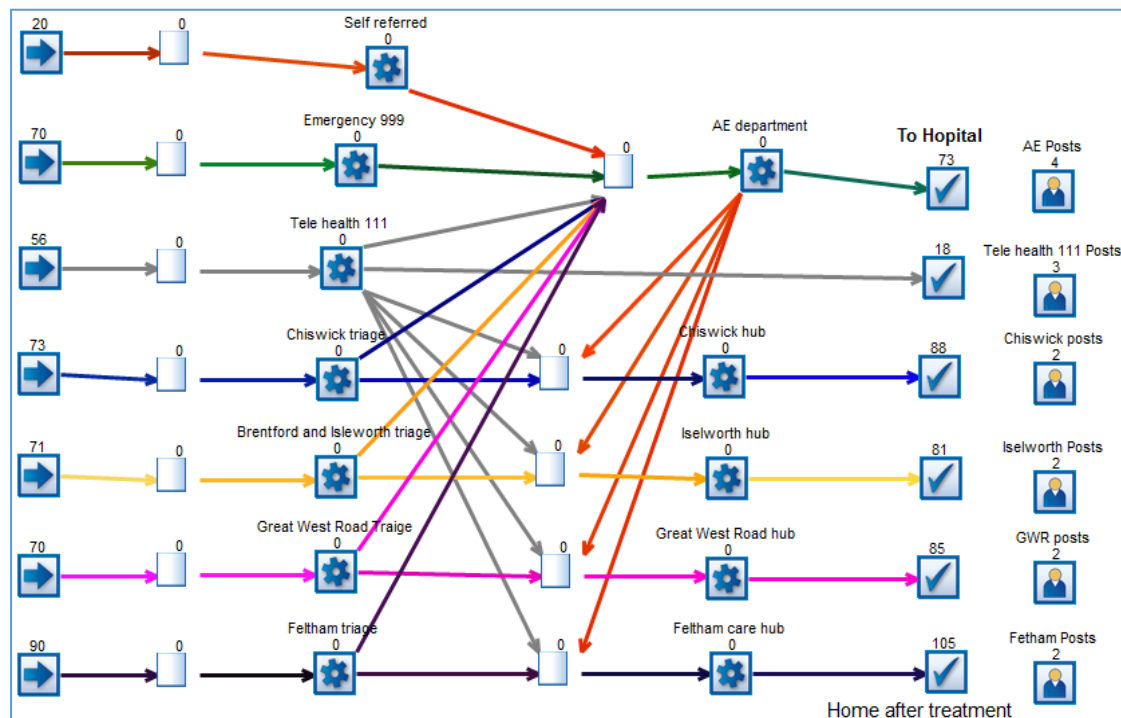 20 0 Self referred
0
70 0 Emergency 999 0 AE department To Hopital AE Posts
0 0 73 4
56 0 Tele health 111 18 Tele health 111 Posts
0 3
73 0 Chiswick triage 0 Chiswick hub 88 Chiswick posts
0 0 2
71 0 Brentford and Isleworth triage 0 Iselworth hub 81 Iselworth Posts
0 0 2
70 0 Great West Road Traige 0 Great West Road hub 85 GWR posts
0 0 2
90 0 Feltham triage 0 Feltham care hub 105 Fetham Posts
0 0 2
Home after treatment